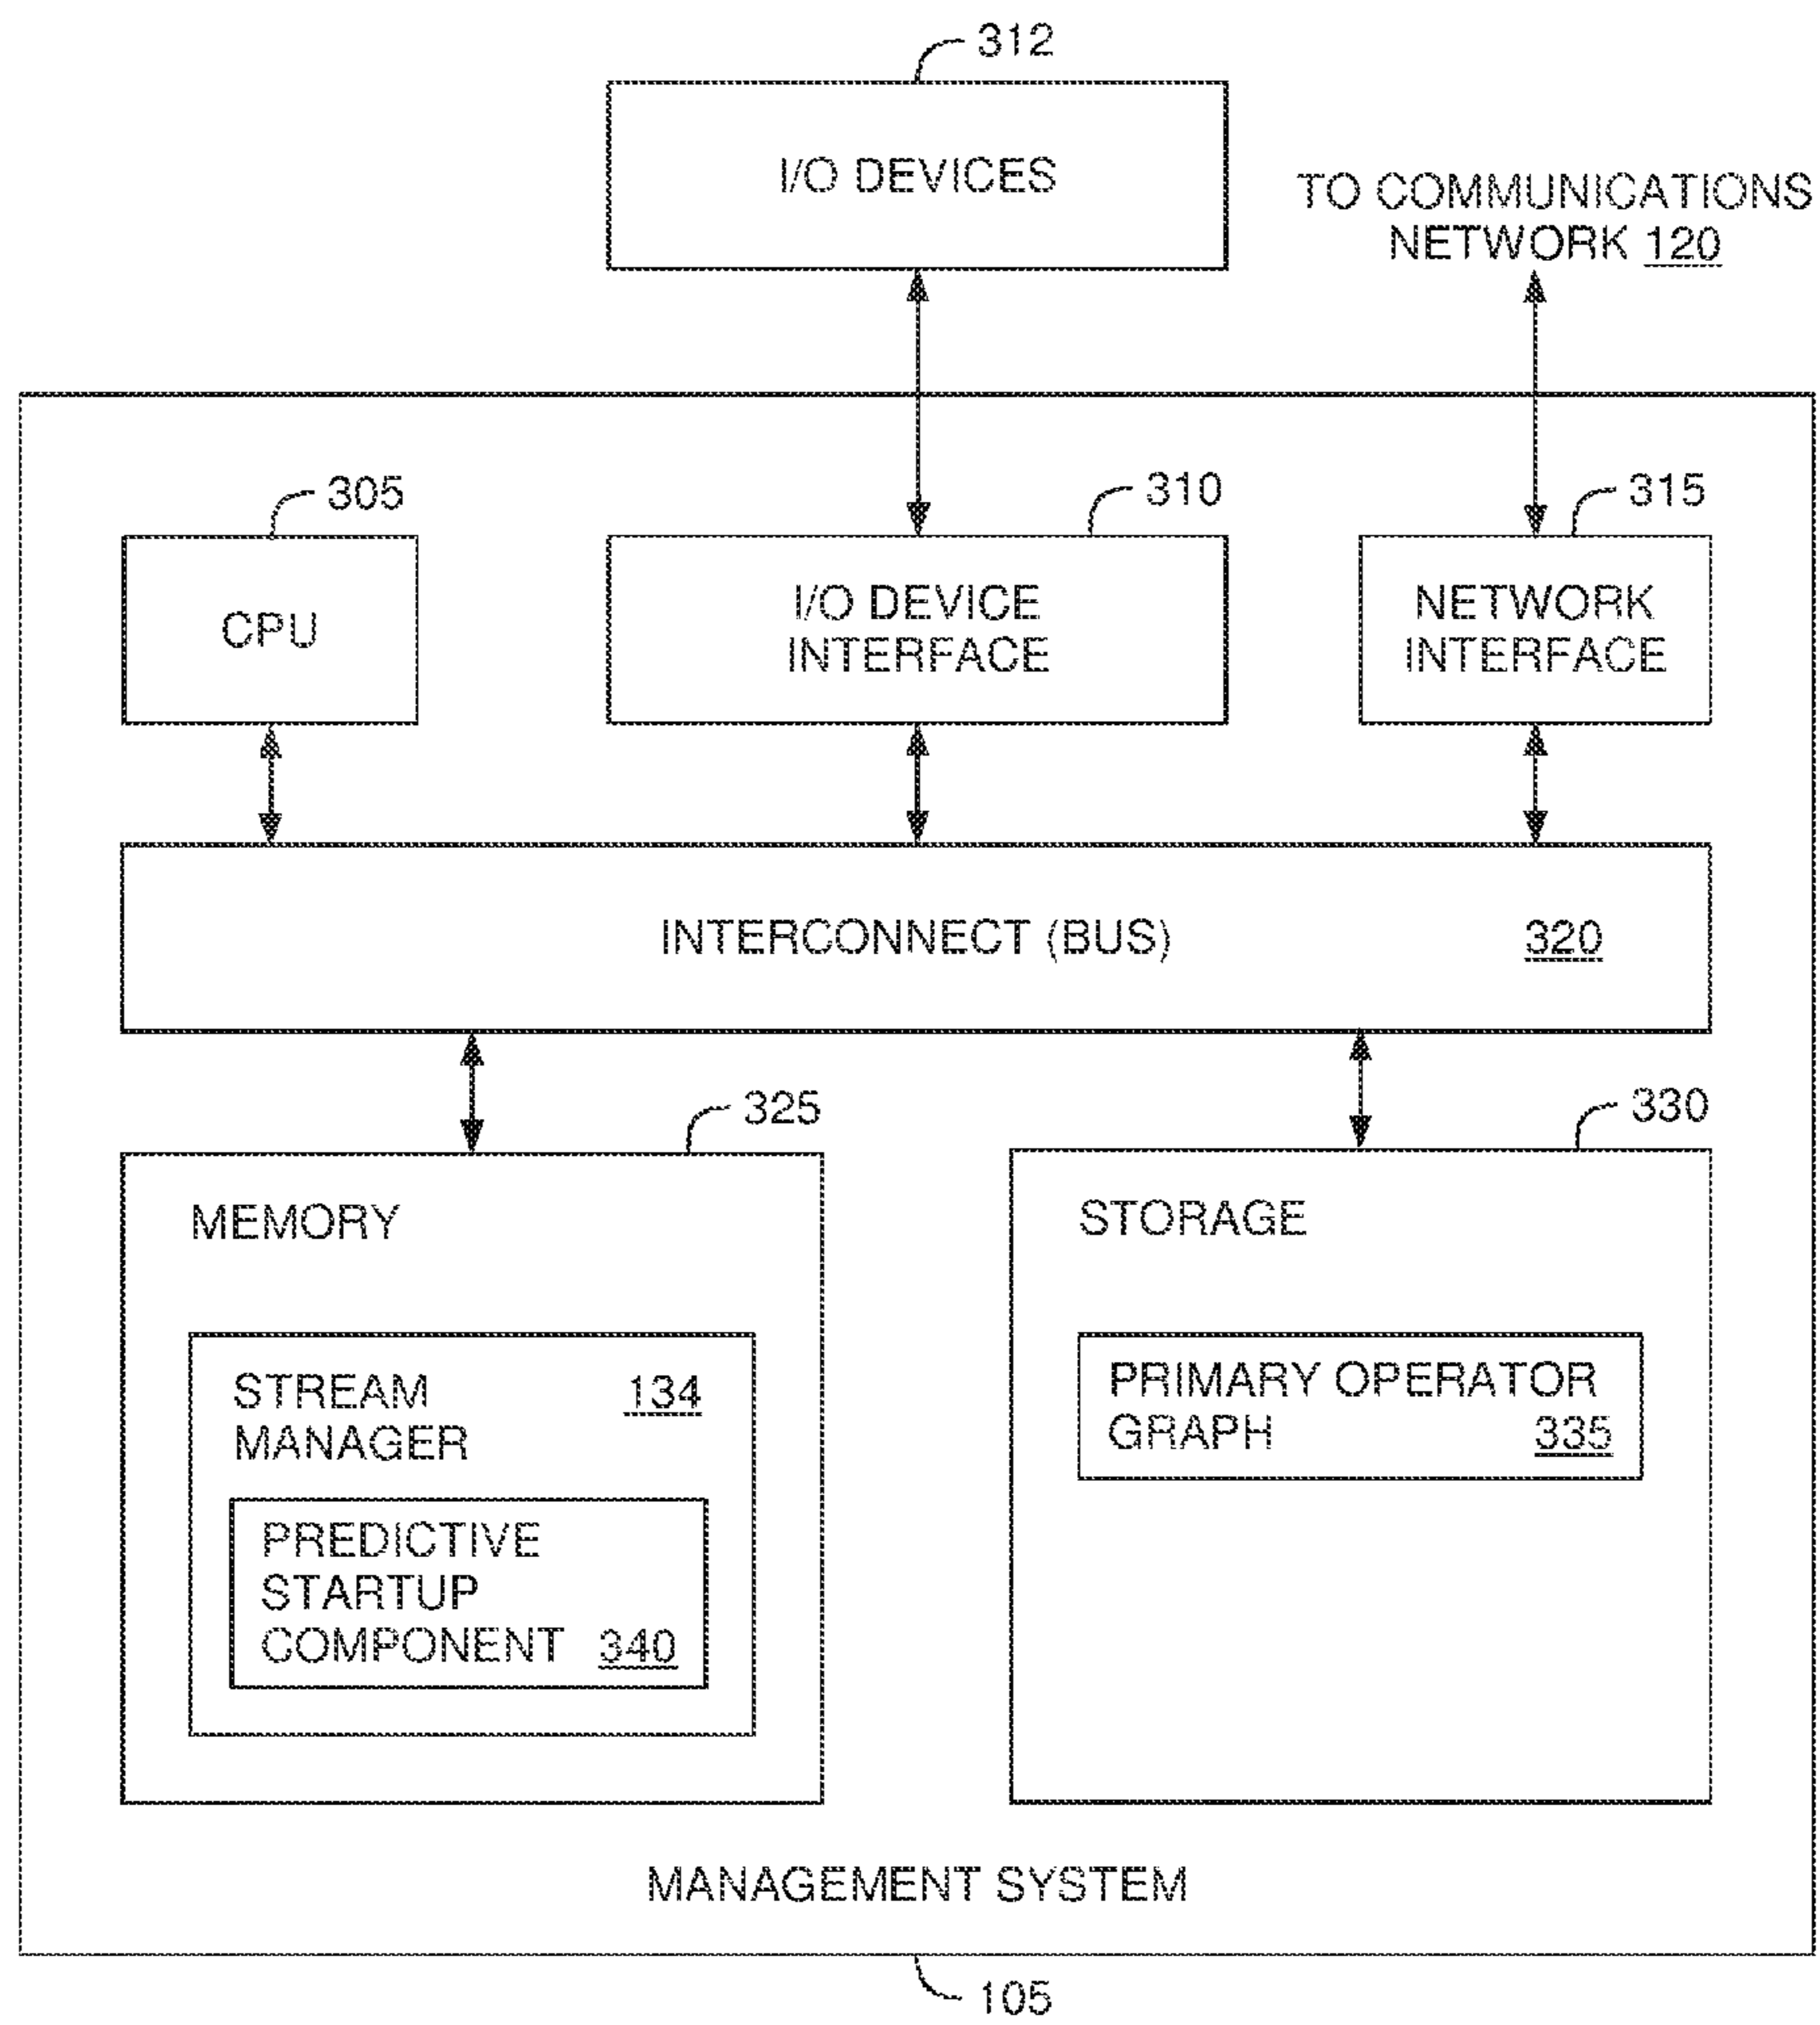 312
I/O DEVICES
TO COMMUNICATIONS
NETWORK 120
305
310
315
CPU
I/O DEVICE
INTERFACE
NETWORK
INTERFACE
INTERCONNECT (BUS) 320
325
330
MEMORY
STORAGE
STREAM 134
MANAGER
PREDICTIVE
STARTUP
COMPONENT 340
PRIMARY OPERATOR
GRAPH 335
MANAGEMENT SYSTEM
105